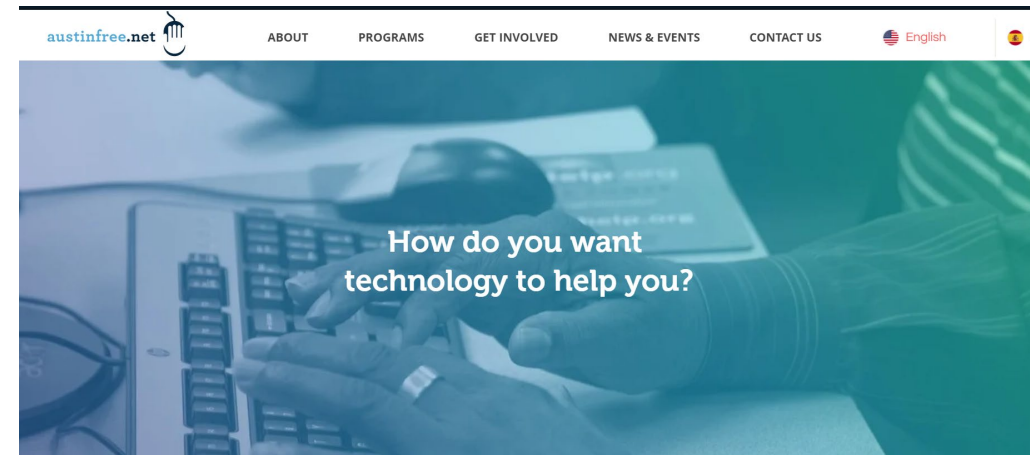 austinfree.net
ABOUT PROGRAMS GET INVOLVED NEWS & EVENTS CONTACT US English
How do you want
technology to help you?